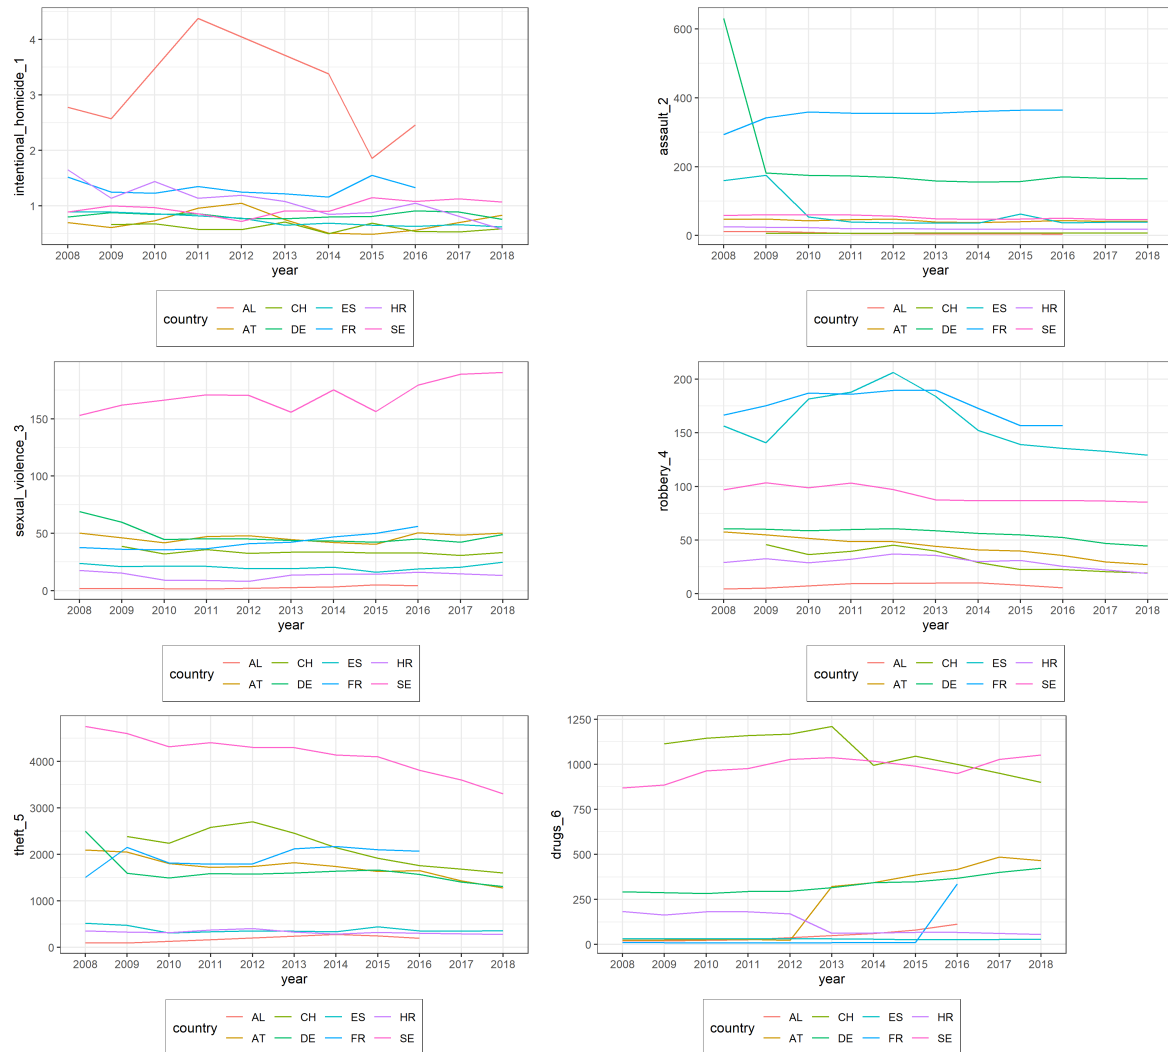 intentional_homicide_1
4
3
2
1
2008 2009 2010 2011 2012 2013 2014 2015 2016 2017 2018
year
country AL CH ES HR
AT DE FR SE
assault_2
600
400
200
0
2008 2009 2010 2011 2012 2013 2014 2015 2016 2017 2018
year
country AL CH ES HR
AT DE FR SE
sexual_violence_3
150
100
50
0
2008 2009 2010 2011 2012 2013 2014 2015 2016 2017 2018
year
country AL CH ES HR
AT DE FR SE
robbery_4
200
150
100
50
0
2008 2009 2010 2011 2012 2013 2014 2015 2016 2017 2018
year
country AL CH ES HR
AT DE FR SE
theft_5
4000
3000
2000
1000
0
2008 2009 2010 2011 2012 2013 2014 2015 2016 2017 2018
year
country AL CH ES HR
AT DE FR SE
drugs_6
1250
1000
750
500
250
0
2008 2009 2010 2011 2012 2013 2014 2015 2016 2017 2018
year
country AL CH ES HR
AT DE FR SE